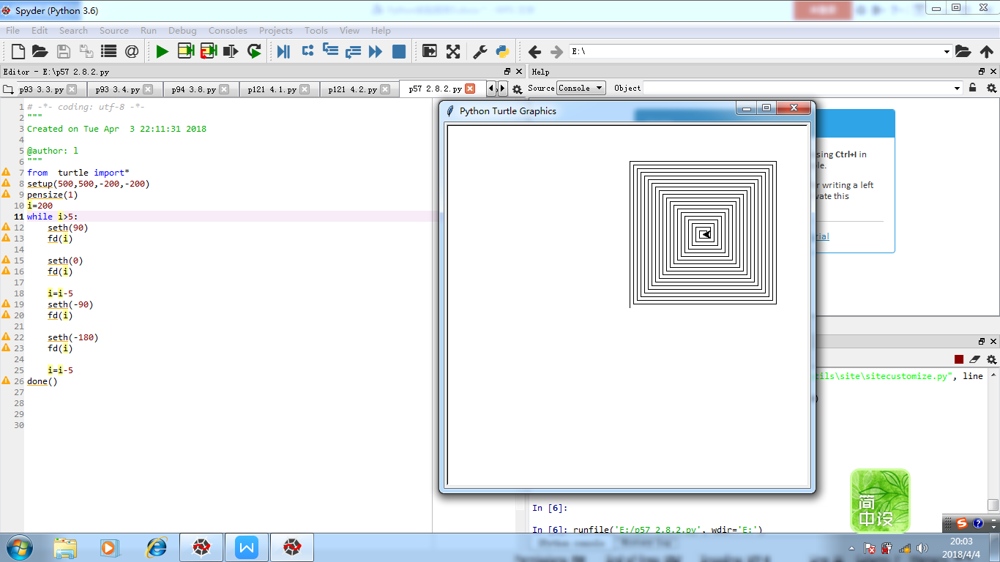 Spyder (Python 3.6)
File Edit Search Source Run Debug Consoles Projects Tools View Help
E:\
Editor - E:\p57 2.8.2.py
Help
p93 3.3.py p93 3.4.py p94 3.8.py p121 4.1.py p121 4.2.py p57 2.8.2.py
Source Console Object
1 # -*- coding: utf-8 -*-
2 """
3 Created on Tue Apr  3 22:11:31 2018
4
5 @author: l
6 """
7 from  turtle import*
8 setup(500,500,-200,-200)
9 pensize(1)
10 i=200
11 while i>5:
12     seth(90)
13     fd(i)
14
15     seth(0)
16     fd(i)
17
18     i=i-5
19     seth(-90)
20     fd(i)
21
22     seth(-180)
23     fd(i)
24
25     i=i-5
26 done()
27
28
29
30
Python Turtle Graphics
sing Ctrl+I in
le.
r writing a left
vate this
ial
tils\site\sitecustomize.py", line
)
In [6]:
In [6]: runfile('E:/p57 2.8.2.py', wdir='E:')
简
中设
20:03
2018/4/4